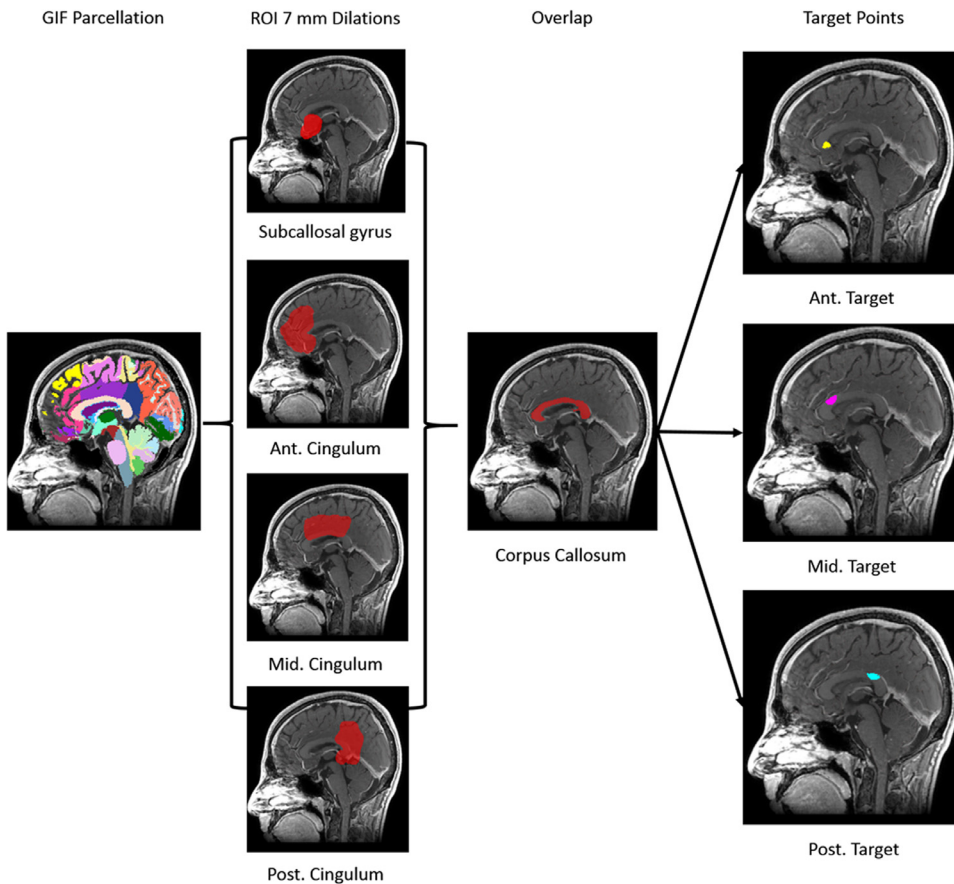 GIF Parcellation
ROI 7 mm Dilations
Overlap
Target Points
Subcallosal gyrus
Ant. Cingulum
Mid. Cingulum
Post. Cingulum
Corpus Callosum
Ant. Target
Mid. Target
Post. Target